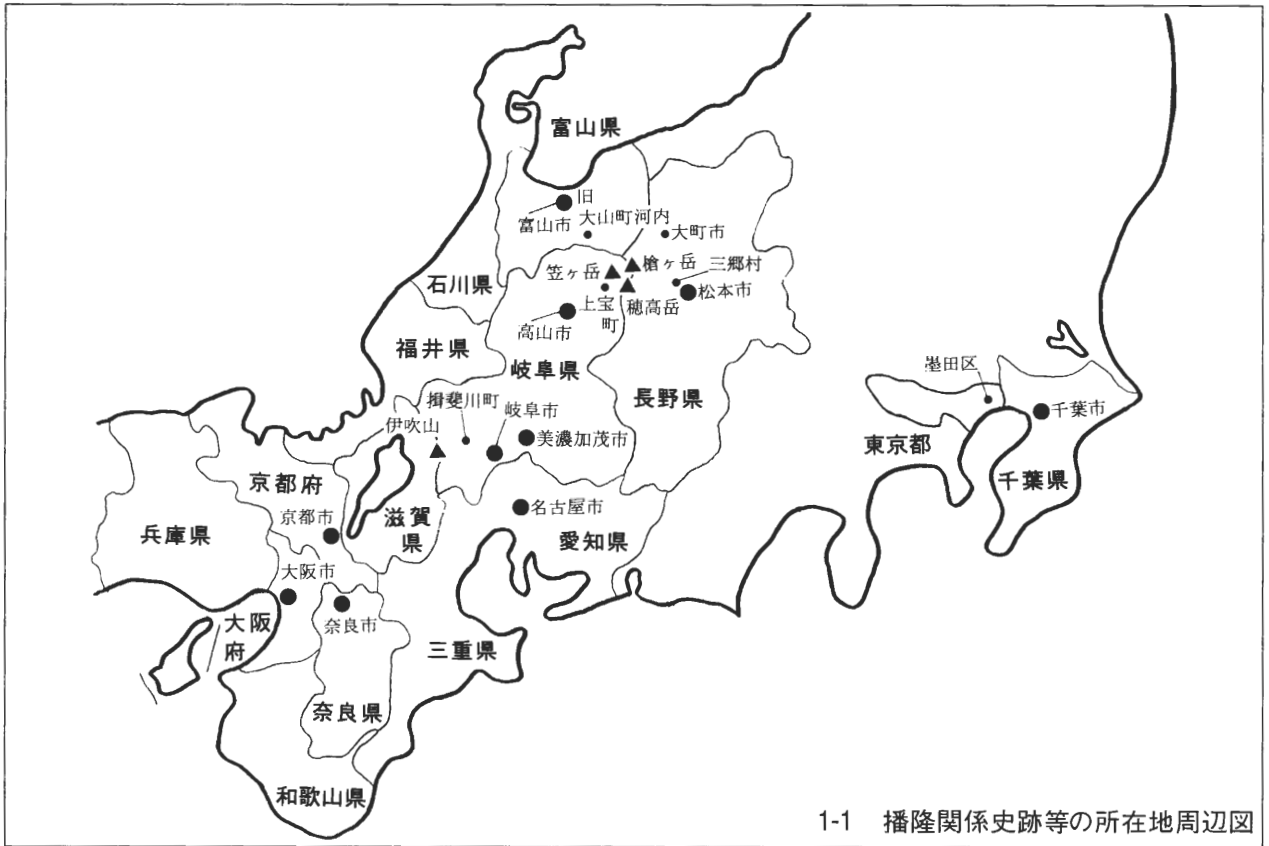 富山県
旧
富山市
大山町河内
大町市
石川県
笠ヶ岳
槍ヶ岳
三郷村
松本市
上宝
町
穂高岳
高山市
福井県
岐阜県
長野県
揖斐川町
岐阜市
伊吹山
美濃加茂市
墨田区
千葉市
東京都
千葉県
京都府
京都市
滋賀
県
名古屋市
愛知県
兵庫県
大阪市
大阪
府
奈良市
三重県
奈良県
和歌山県
1-1 播隆関係史跡等の所在地周辺図